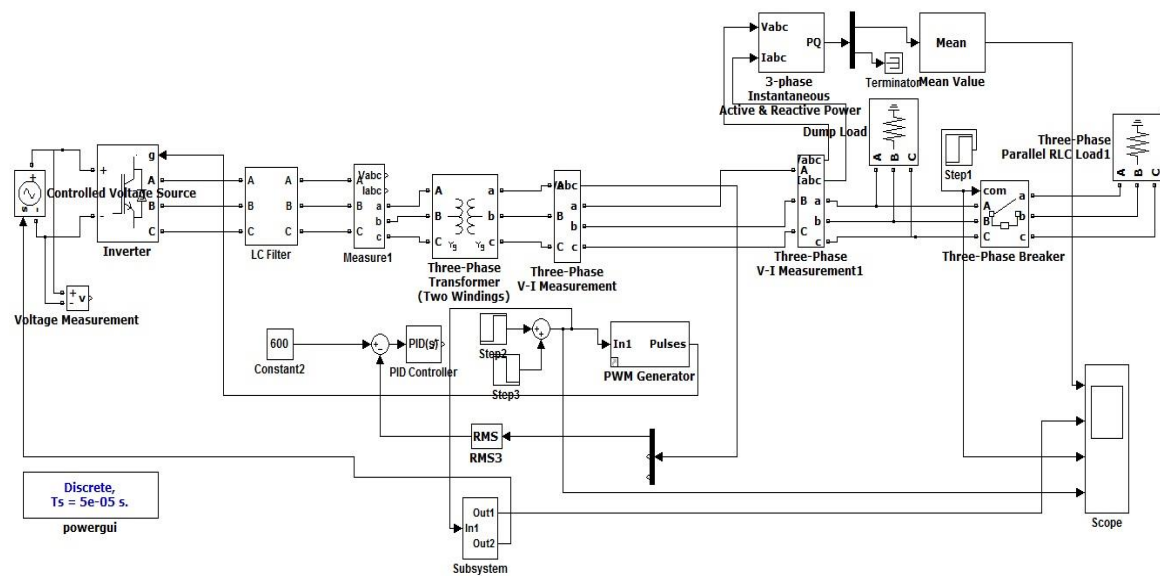 Vabc
Iabc
PQ
3-phase
Instantaneous
Active & Reactive Power
Terminator
Mean
Mean Value
Dump Load
A
B
C
Step1
Three-Phase
Parallel RLC Load1
A
B
C
s
+
-
Controlled Voltage Source
+
-
g
A
B
C
Inverter
A
B
C
A
B
C
LC Filter
A
B
C
Vabc
Iabc
a
b
c
Measure1
A
B
C
a
b
c
Yg
Yg
Three-Phase
Transformer
(Two Windings)
A
B
C
Vabc
a
b
c
Three-Phase
V-I Measurement
A
B
C
Vabc
Iabc
a
b
c
Three-Phase
V-I Measurement1
com
A
B
C
a
b
c
Three-Phase Breaker
+
-
v
Voltage Measurement
600
Constant2
+
-
PID(s)
PID Controller
Step2
+
+
Step3
In1
Pulses
PWM Generator
RMS
RMS3
Discrete,
Ts = 5e-05 s.
powergui
In1
Out1
Out2
Subsystem
Scope